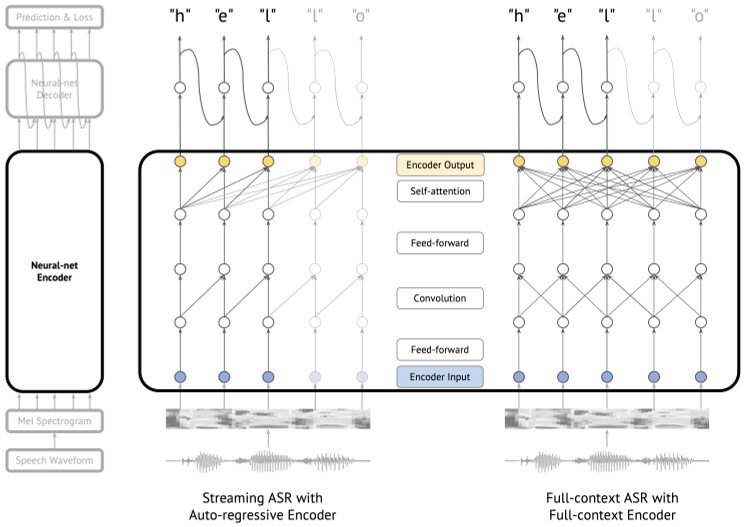 Prediction & Loss
Neural-net
Decoder
Neural-net
Encoder
Mel Spectrogram
Speech Waveform
"h" "e" "l" "l" "o"
"h" "e" "l" "l" "o"
Encoder Output
Self-attention
Feed-forward
Convolution
Feed-forward
Encoder Input
Streaming ASR with
Auto-regressive Encoder
Full-context ASR with
Full-context Encoder